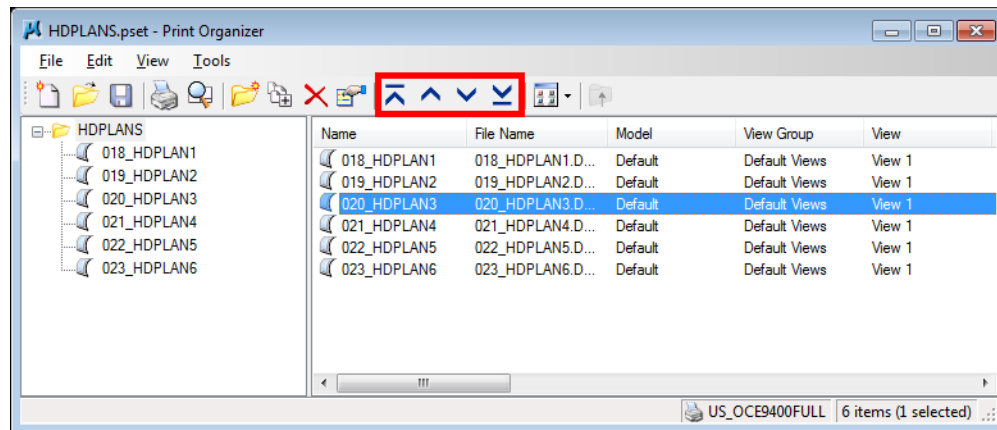 HDPLANS.pset - Print Organizer
File Edit View Tools
HDPLANS
018_HDPLAN1
019_HDPLAN2
020_HDPLAN3
021_HDPLAN4
022_HDPLAN5
023_HDPLAN6
Name File Name Model View Group View
018_HDPLAN1 018_HDPLAN1.D... Default Default Views View 1
019_HDPLAN2 019_HDPLAN2.D... Default Default Views View 1
020_HDPLAN3 020_HDPLAN3.D... Default Default Views View 1
021_HDPLAN4 021_HDPLAN4.D... Default Default Views View 1
022_HDPLAN5 022_HDPLAN5.D... Default Default Views View 1
023_HDPLAN6 023_HDPLAN6.D... Default Default Views View 1
US_OCE9400FULL 6 items (1 selected)